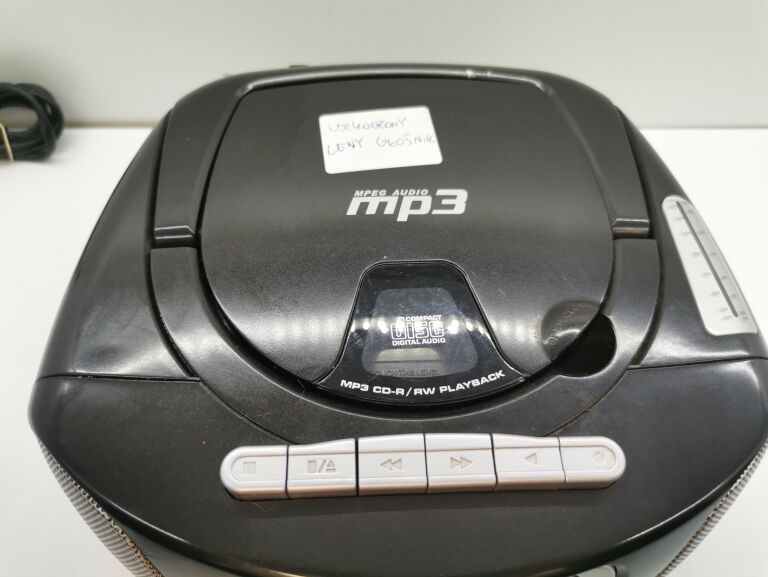 USZKODZONY
LEWY GŁOŚNIK
MPEG AUDIO
mp3
COMPACT
disc
DIGITAL AUDIO
MP3 CD-R/RW PLAYBACK